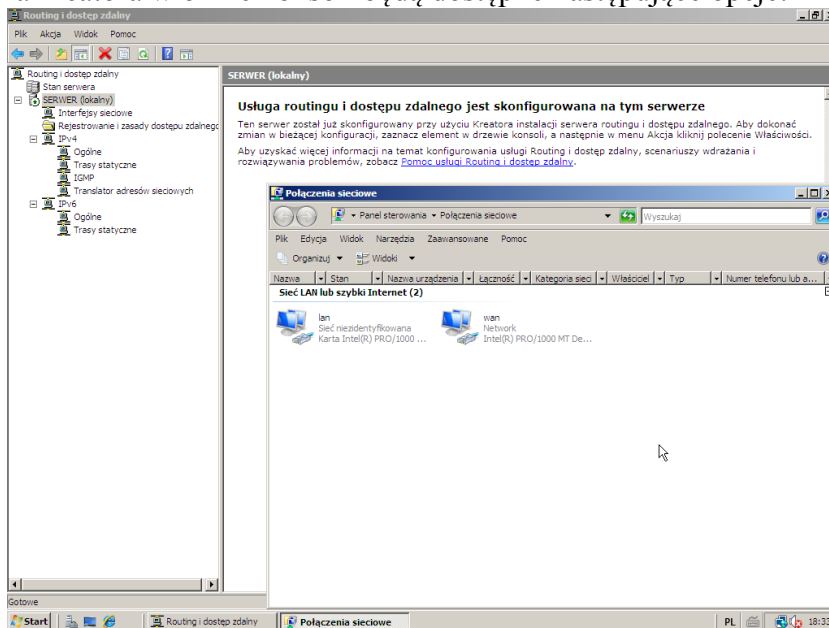 Routing i dostęp zdalny
Plik Akcja Widok Pomoc
Routing i dostęp zdalny
Stan serwera
SERWER (lokalny)
Interfejsy sieciowe
Rejestrowanie i zasady dostępu zdalnego
IPv4
Ogólne
Trasy statyczne
IGMP
Translator adresów sieciowych
IPv6
Ogólne
Trasy statyczne
SERWER (lokalny)
Usługa routingu i dostępu zdalnego jest skonfigurowana na tym serwerze
Ten serwer został już skonfigurowany przy użyciu Kreatora instalacji serwera routingu i dostępu zdalnego. Aby dokonać
zmian w bieżącej konfiguracji, zaznacz element w drzewie konsoli, a następnie w menu Akcja kliknij polecenie Właściwości.
Aby uzyskać więcej informacji na temat konfigurowania usługi Routing i dostęp zdalny, scenariuszy wdrażania i
rozwiązywania problemów, zobacz Pomoc usługi Routing i dostęp zdalny.
Połączenia sieciowe
Panel sterowania Połączenia sieciowe
Wyszukaj
Plik Edycja Widok Narzędzia Zaawansowane Pomoc
Organizuj Widoki
Nazwa Stan Nazwa urządzenia Łączność Kategoria sieci Właściciel Typ Numer telefonu lub a...
Sieć LAN lub szybki Internet (2)
lan
Sieć niezidentyfikowana
Karta Intel(R) PRO/1000 ...
wan
Network
Intel(R) PRO/1000 MT De...
Gotowe
Start Routing i dostęp zdalny Połączenia sieciowe PL 18:33